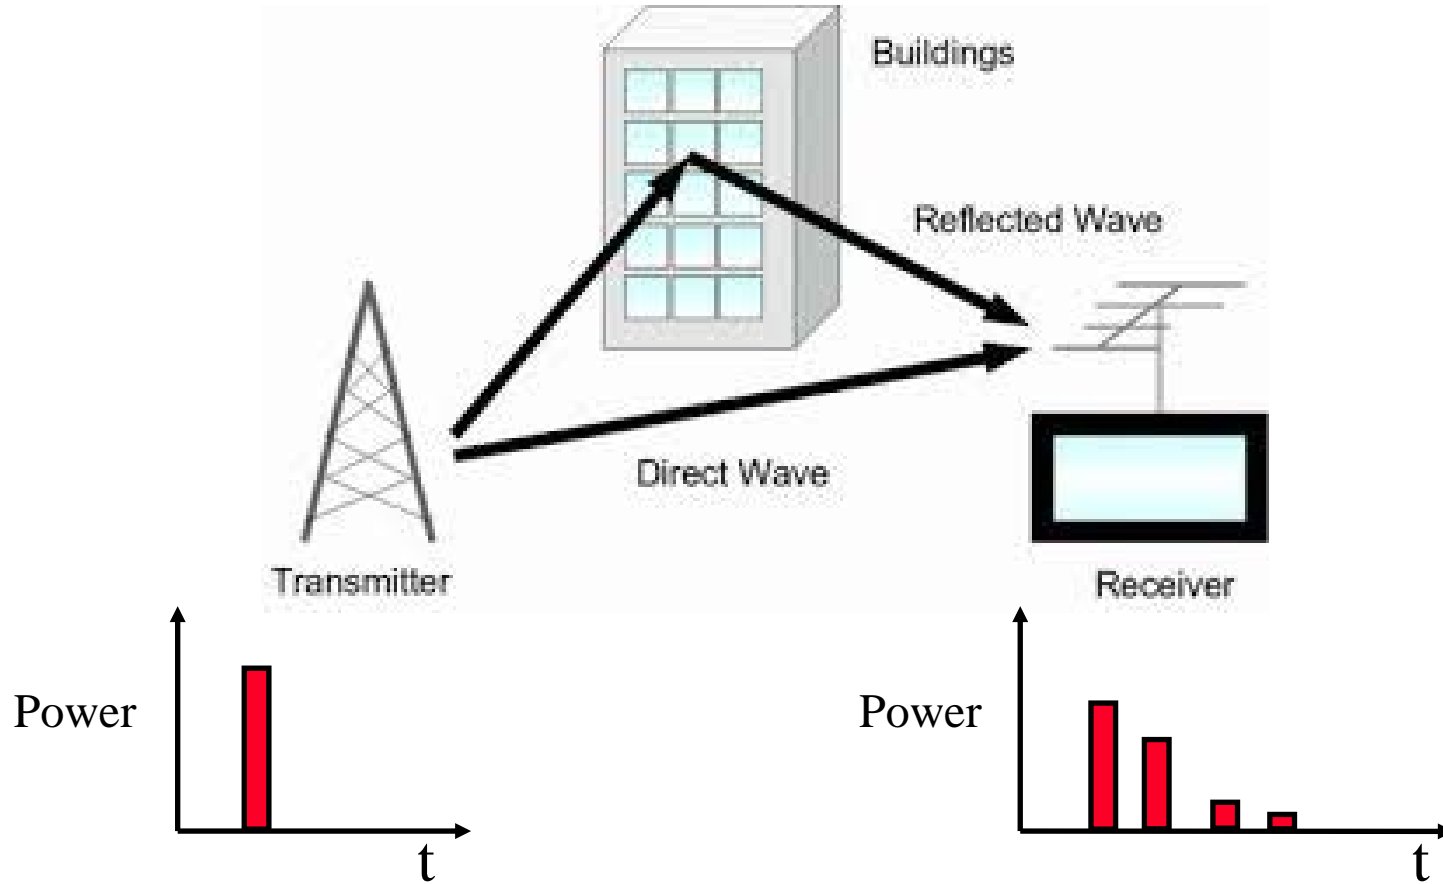 Buildings
Reflected Wave
Direct Wave
Transmitter
Receiver
Power
t
Power
t